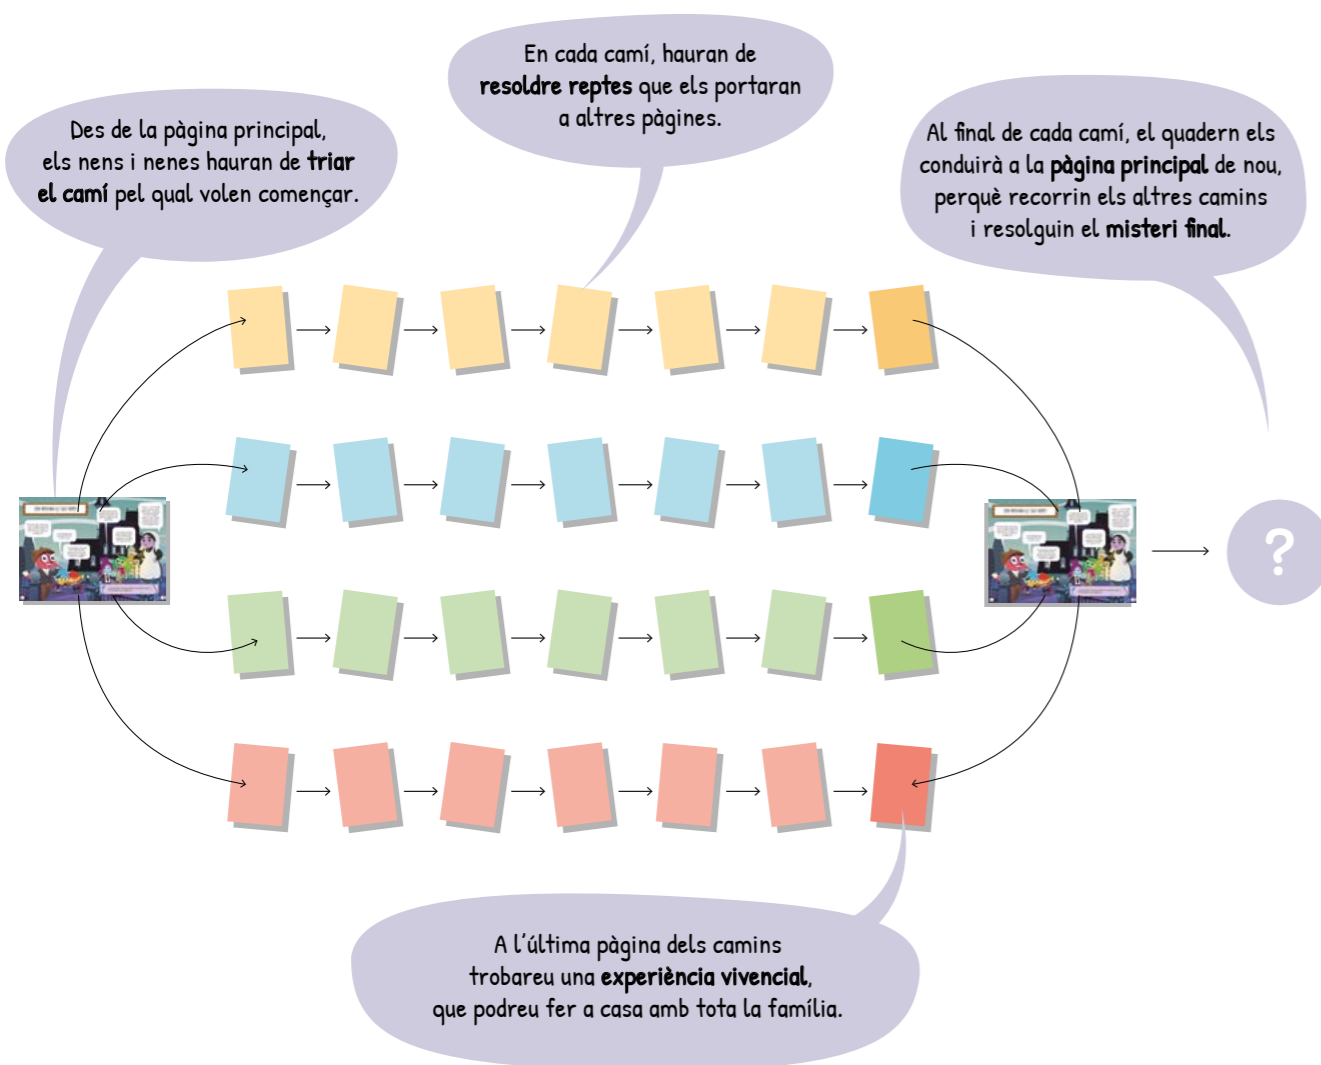 Des de la pàgina principal,
els nens i nenes hauran de triar
el camí pel qual volen començar.
En cada camí, hauran de
resoldre reptes que els portaran
a altres pàgines.
Al final de cada camí, el quadern els
conduirà a la pàgina principal de nou,
perquè recorrin els altres camins
i resolguin el misteri final.
?
A l'última pàgina dels camins
trobareu una experiència vivencial,
que podreu fer a casa amb tota la família.